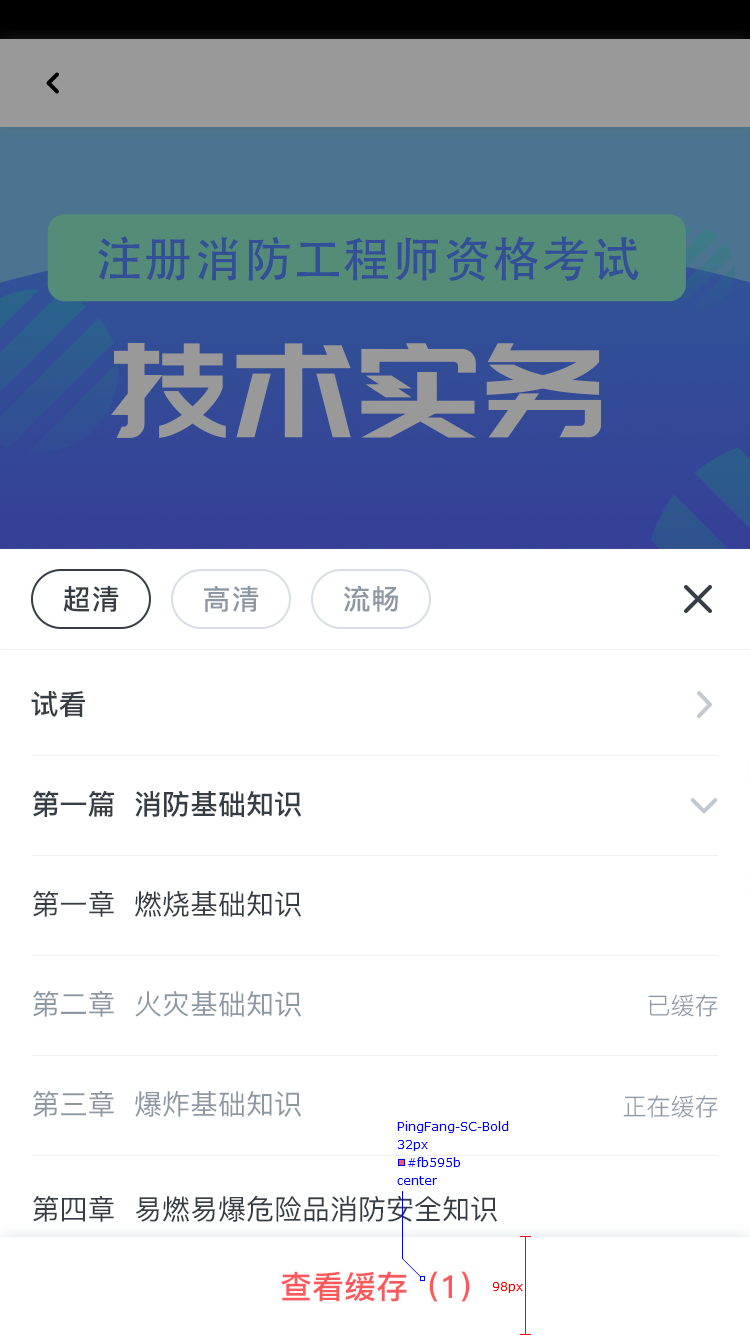 注册消防工程师资格考试
技术实务
超清 高清 流畅
试看
第一篇 消防基础知识
第一章 燃烧基础知识
第二章 火灾基础知识 已缓存
第三章 爆炸基础知识 正在缓存
PingFang-SC-Bold
32px
#fb595b
center
第四章 易燃易爆危险品消防安全知识
查看缓存（1） 98px